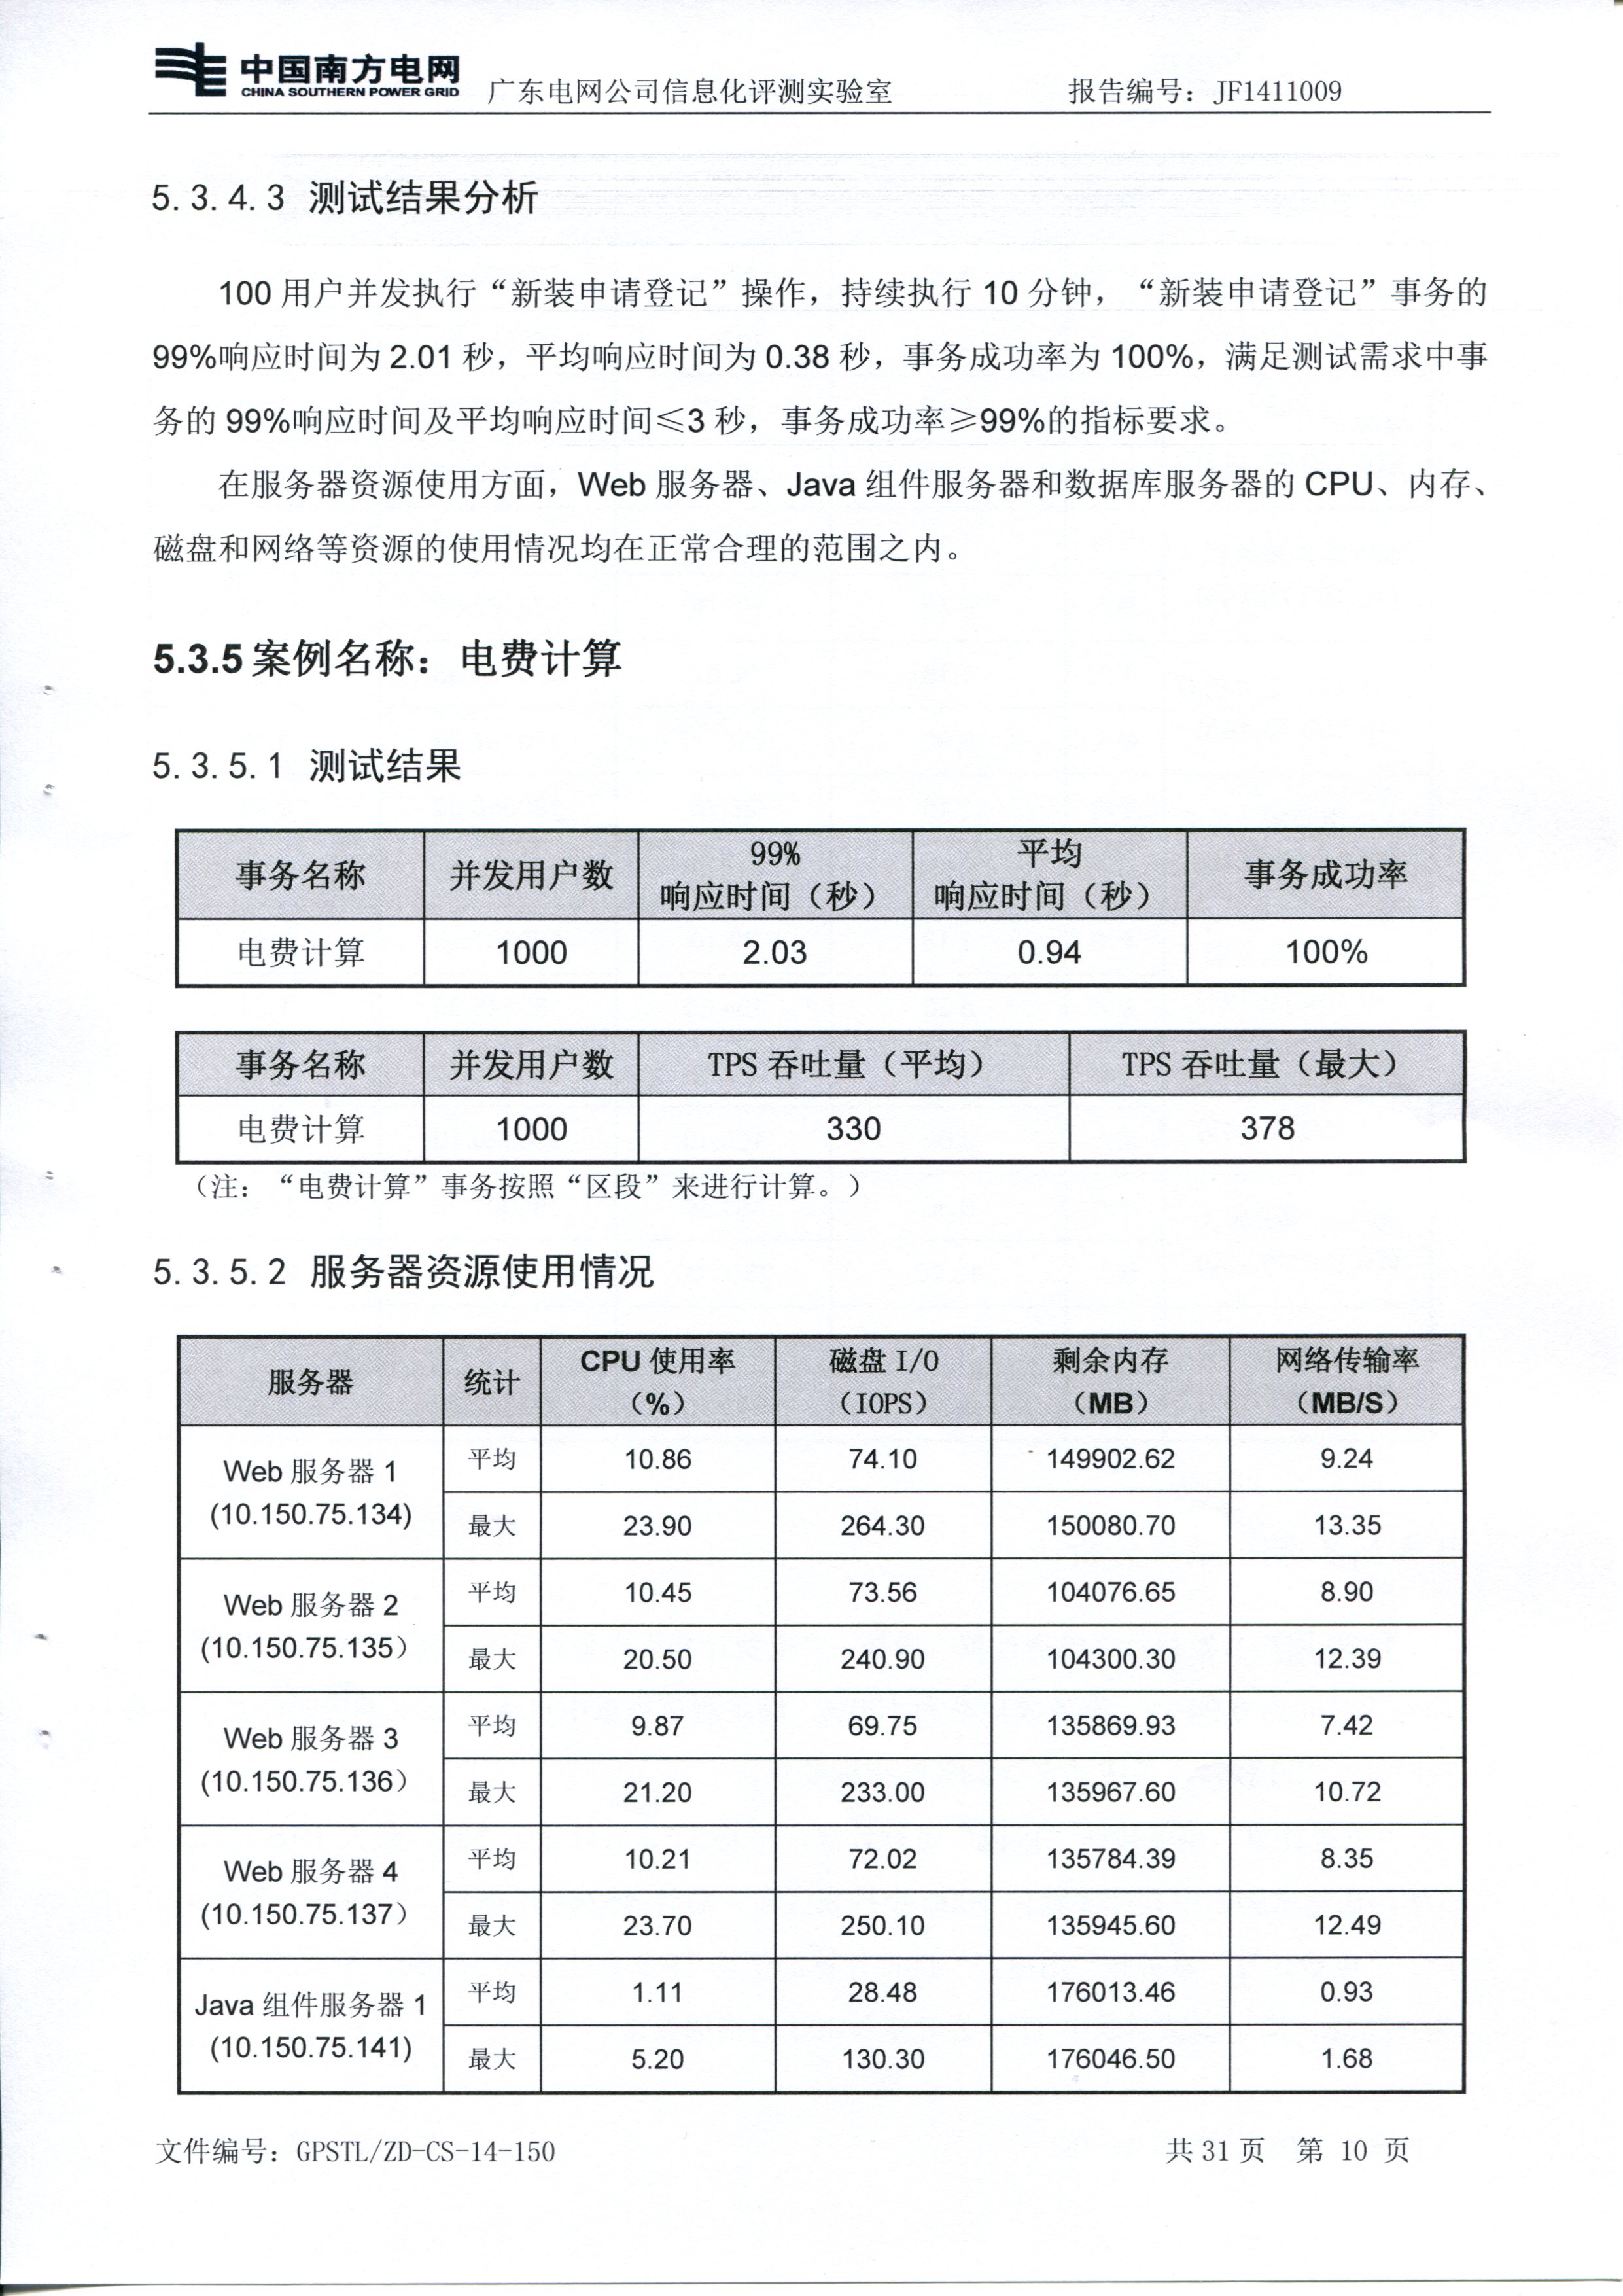 中国南方电网
CHINA SOUTHERN POWER GRID
广东电网公司信息化评测实验室 报告编号：JF1411009
5.3.4.3 测试结果分析
100 用户并发执行“新装申请登记”操作，持续执行 10 分钟，“新装申请登记”事务的
99%响应时间为 2.01 秒，平均响应时间为 0.38 秒，事务成功率为 100%，满足测试需求中事
务的 99%响应时间及平均响应时间≤3 秒，事务成功率≥99%的指标要求。
在服务器资源使用方面，Web 服务器、Java 组件服务器和数据库服务器的 CPU、内存、
磁盘和网络等资源的使用情况均在正常合理的范围之内。
5.3.5 案例名称：电费计算
5.3.5.1 测试结果
事务名称 并发用户数 99% 响应时间（秒） 平均 响应时间（秒） 事务成功率
电费计算 1000 2.03 0.94 100%
事务名称 并发用户数 TPS 吞吐量（平均） TPS 吞吐量（最大）
电费计算 1000 330 378
（注：“电费计算”事务按照“区段”来进行计算。）
5.3.5.2 服务器资源使用情况
服务器 统计 CPU 使用率（%） 磁盘 I/O（IOPS） 剩余内存（MB） 网络传输率（MB/S）
Web 服务器 1
(10.150.75.134)
平均 10.86 74.10 149902.62 9.24
最大 23.90 264.30 150080.70 13.35
Web 服务器 2
(10.150.75.135）
平均 10.45 73.56 104076.65 8.90
最大 20.50 240.90 104300.30 12.39
Web 服务器 3
(10.150.75.136）
平均 9.87 69.75 135869.93 7.42
最大 21.20 233.00 135967.60 10.72
Web 服务器 4
(10.150.75.137）
平均 10.21 72.02 135784.39 8.35
最大 23.70 250.10 135945.60 12.49
Java 组件服务器 1
(10.150.75.141)
平均 1.11 28.48 176013.46 0.93
最大 5.20 130.30 176046.50 1.68
文件编号：GPSTL/ZD-CS-14-150 共 31 页 第 10 页